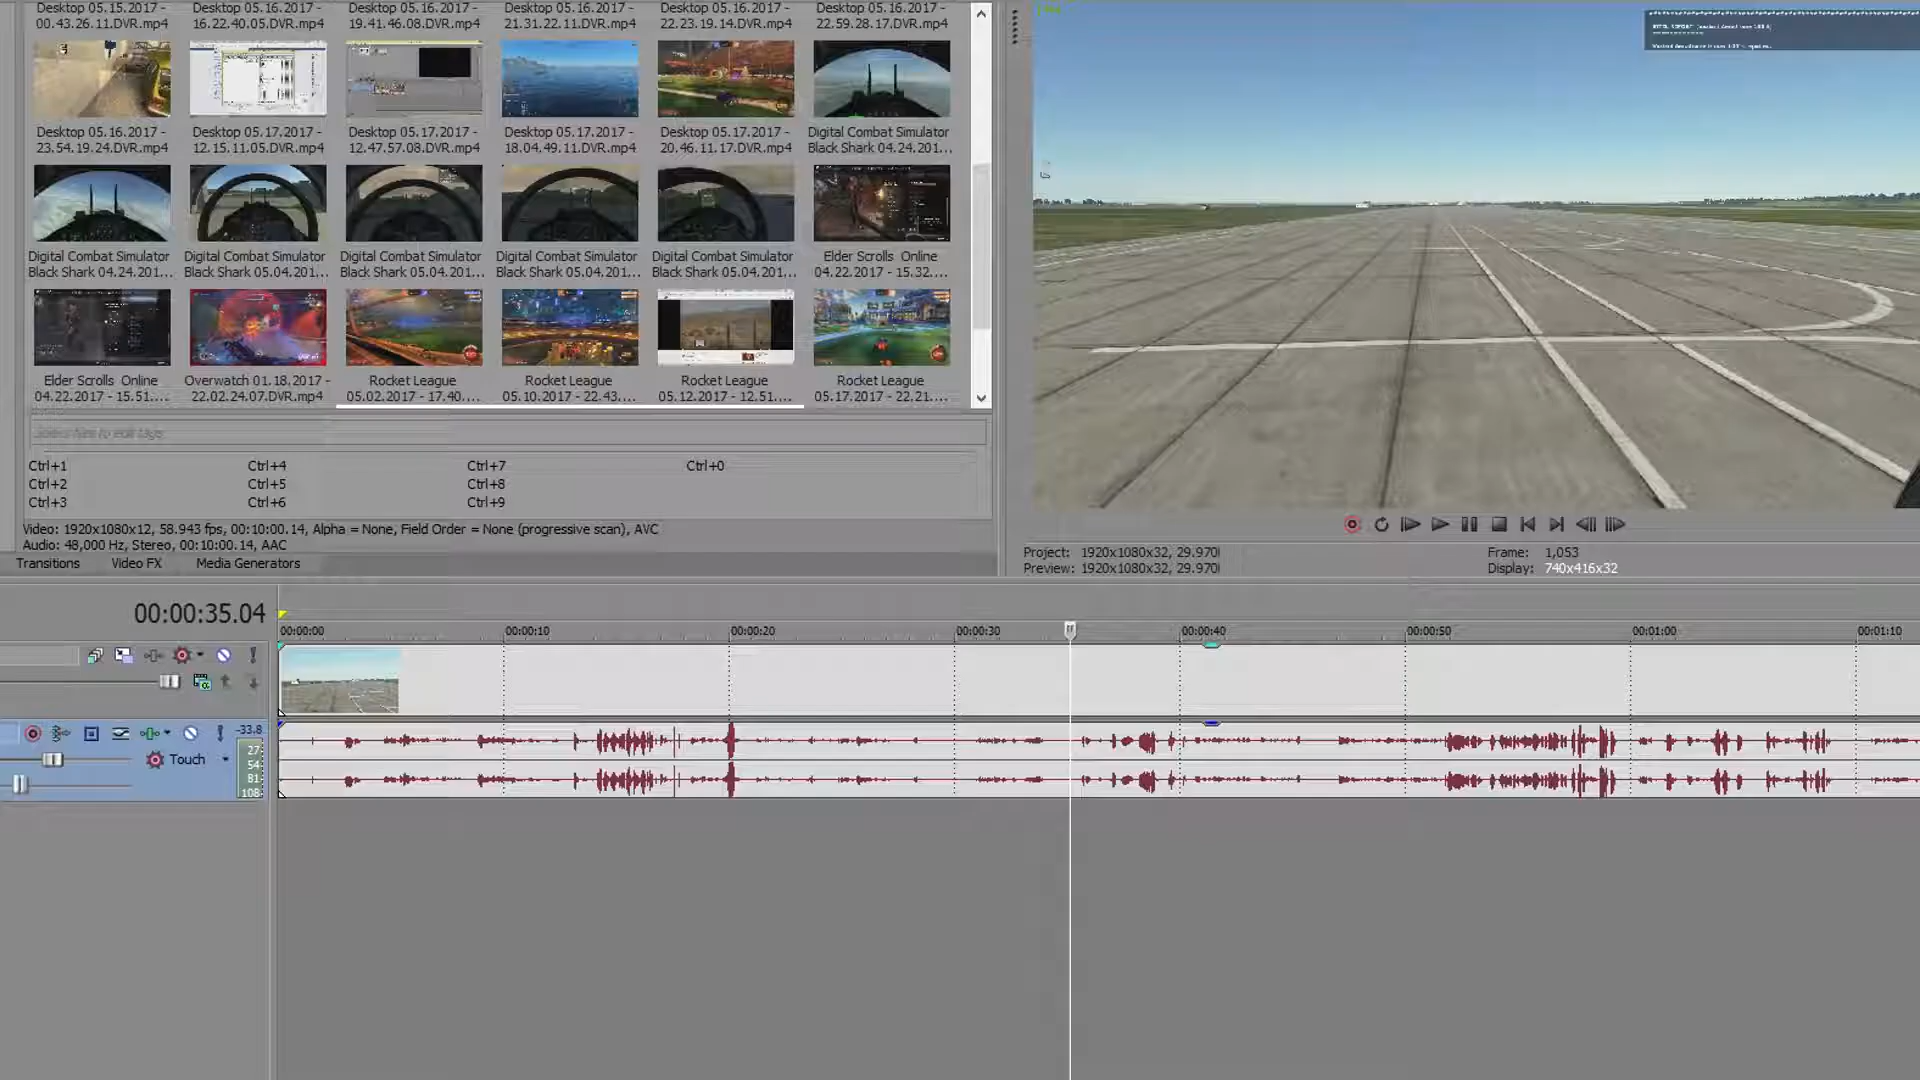 Desktop 05.15.2017 - Desktop 05.16.2017 - Desktop 05.16.2017 - Desktop 05.16.2017 - Desktop 05.16.2017 - Desktop 05.16.2017 -
00.43.26.11.DVR.mp4 16.22.40.05.DVR.mp4 19.41.46.08.DVR.mp4 21.31.22.11.DVR.mp4 22.23.19.14.DVR.mp4 22.59.28.17.DVR.mp4
Desktop 05.16.2017 - Desktop 05.17.2017 - Desktop 05.17.2017 - Desktop 05.17.2017 - Desktop 05.17.2017 - Digital Combat Simulator
23.54.19.24.DVR.mp4 12.15.11.05.DVR.mp4 12.47.57.08.DVR.mp4 18.04.49.11.DVR.mp4 20.46.11.17.DVR.mp4 Black Shark 04.24.201...
Digital Combat Simulator Digital Combat Simulator Digital Combat Simulator Digital Combat Simulator Digital Combat Simulator Elder Scrolls Online
Black Shark 04.24.201... Black Shark 05.04.201... Black Shark 05.04.201... Black Shark 05.04.201... Black Shark 05.04.201... 04.22.2017 - 15.32....
Elder Scrolls Online Overwatch 01.18.2017 - Rocket League Rocket League Rocket League Rocket League
04.22.2017 - 15.51.... 22.02.24.07.DVR.mp4 05.02.2017 - 17.40.... 05.10.2017 - 22.43.... 05.12.2017 - 12.51.... 05.17.2017 - 22.21....
Ctrl+1 Ctrl+4 Ctrl+7 Ctrl+0
Ctrl+2 Ctrl+5 Ctrl+8
Ctrl+3 Ctrl+6 Ctrl+9
Video: 1920x1080x12, 58.943 fps, 00:10:00.14, Alpha = None, Field Order = None (progressive scan), AVC
Audio: 48,000 Hz, Stereo, 00:10:00.14, AAC
Transitions Video FX Media Generators
Project: 1920x1080x32, 29.970 Frame: 1,053
Preview: 1920x1080x32, 29.970 Display: 740x416x32
00:00:35.04
00:00:00 00:00:10 00:00:20 00:00:30 00:00:40 00:00:50 00:01:00 00:01:10
-33.8
27
Touch 54
81
108